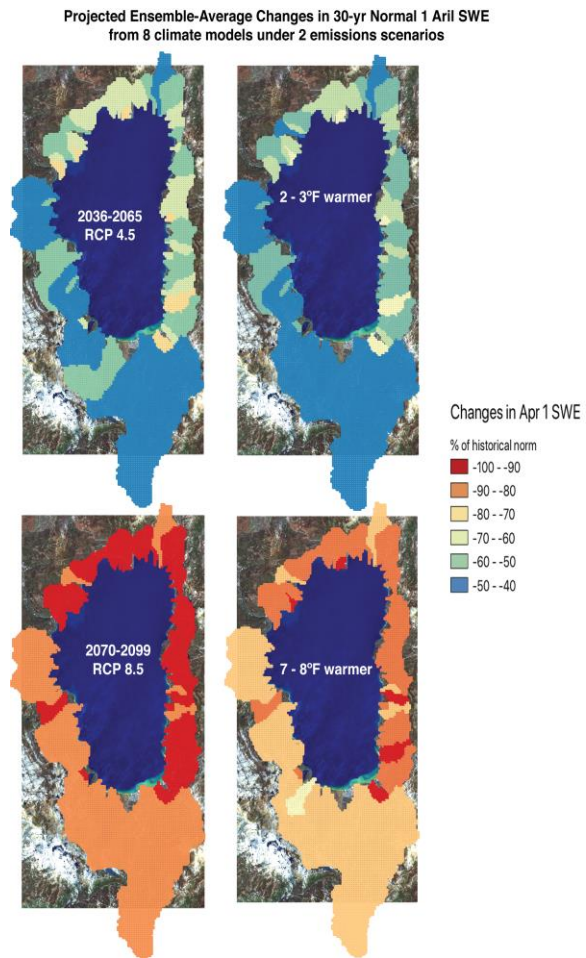 Projected Ensemble-Average Changes in 30-yr Normal 1 Aril SWE
from 8 climate models under 2 emissions scenarios
2036-2065
RCP 4.5
2 - 3ºF warmer
Changes in Apr 1 SWE
% of historical norm
-100 - -90
-90 - -80
-80 - -70
-70 - -60
-60 - -50
-50 - -40
2070-2099
RCP 8.5
7 - 8ºF warmer